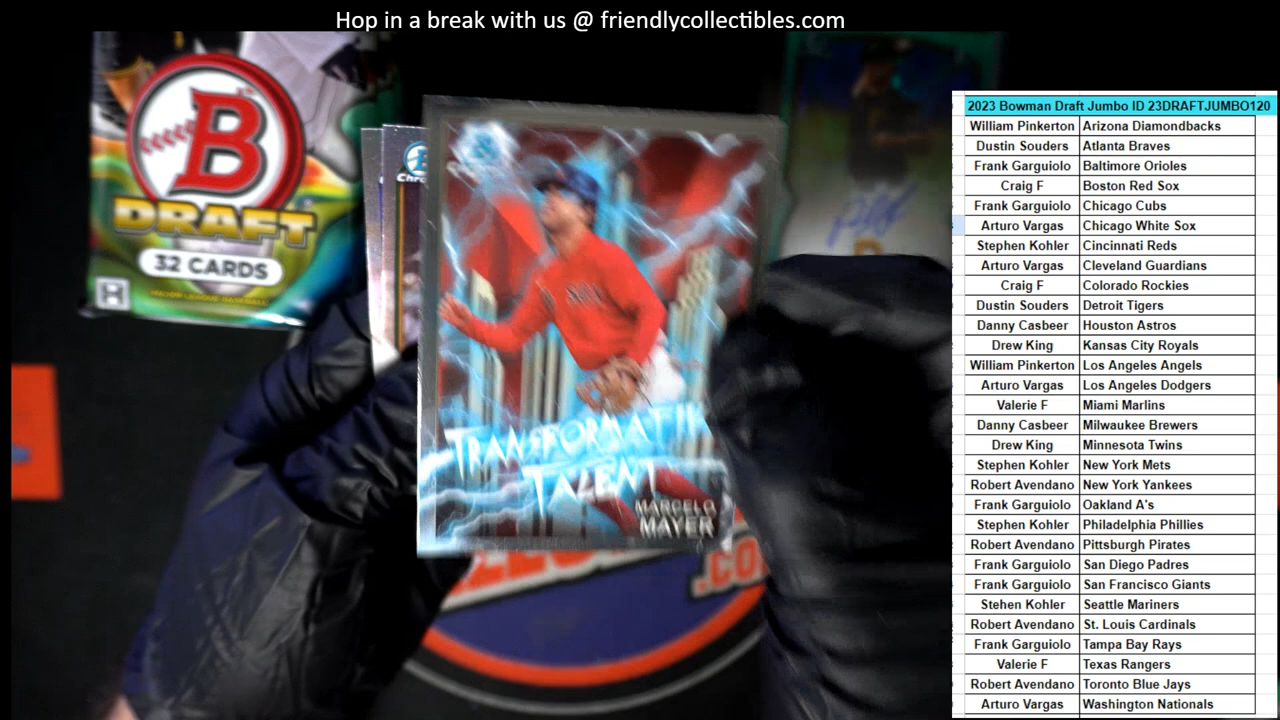 Hop in a break with us @ friendlycollectibles.com
B
DRAFT
32 CARDS
H
MAJOR LEAGUE BASEBALL
TRANSFORMATIV
TALENT
MARCELO
MAYER
.CO
2023 Bowman Draft Jumbo ID 23DRAFTJUMBO120
William Pinkerton Arizona Diamondbacks
Dustin Souders Atlanta Braves
Frank Garguiolo Baltimore Orioles
Craig F Boston Red Sox
Frank Garguiolo Chicago Cubs
Arturo Vargas Chicago White Sox
Stephen Kohler Cincinnati Reds
Arturo Vargas Cleveland Guardians
Craig F Colorado Rockies
Dustin Souders Detroit Tigers
Danny Casbeer Houston Astros
Drew King Kansas City Royals
William Pinkerton Los Angeles Angels
Arturo Vargas Los Angeles Dodgers
Valerie F Miami Marlins
Danny Casbeer Milwaukee Brewers
Drew King Minnesota Twins
Stephen Kohler New York Mets
Robert Avendano New York Yankees
Frank Garguiolo Oakland A's
Stephen Kohler Philadelphia Phillies
Robert Avendano Pittsburgh Pirates
Frank Garguiolo San Diego Padres
Frank Garguiolo San Francisco Giants
Stehen Kohler Seattle Mariners
Robert Avendano St. Louis Cardinals
Frank Garguiolo Tampa Bay Rays
Valerie F Texas Rangers
Robert Avendano Toronto Blue Jays
Arturo Vargas Washington Nationals